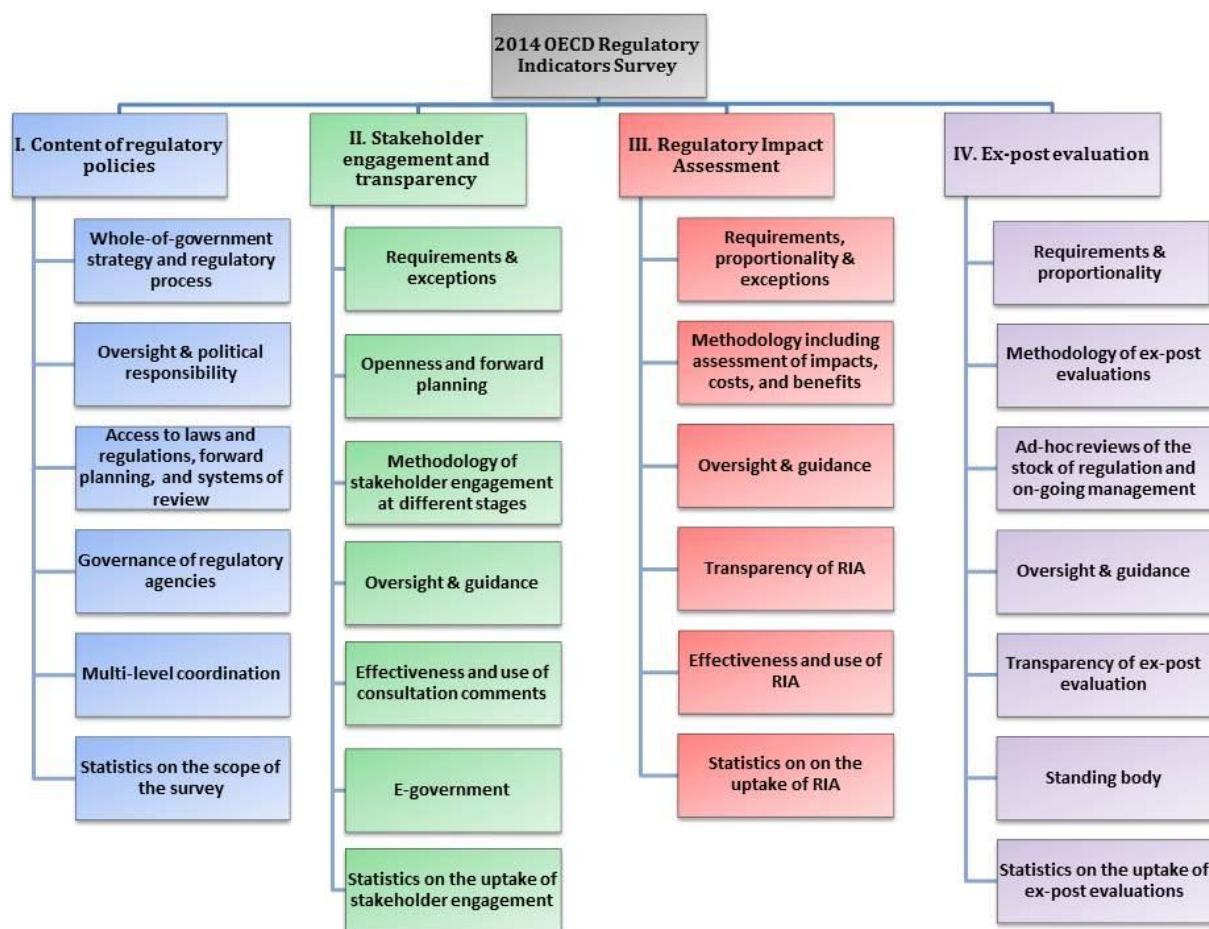 2014 OECD Regulatory
Indicators Survey
I. Content of regulatory
policies
Whole-of-government
strategy and regulatory
process
Oversight & political
responsibility
Access to laws and
regulations, forward
planning, and systems of
review
Governance of regulatory
agencies
Multi-level coordination
Statistics on the scope of
the survey
II. Stakeholder
engagement and
transparency
Requirements &
exceptions
Openness and forward
planning
Methodology of
stakeholder engagement
at different stages
Oversight & guidance
Effectiveness and use of
consultation comments
E-government
Statistics on the uptake of
stakeholder engagement
III. Regulatory Impact
Assessment
Requirements,
proportionality &
exceptions
Methodology including
assessment of impacts,
costs, and benefits
Oversight & guidance
Transparency of RIA
Effectiveness and use of
RIA
Statistics on on the
uptake of RIA
IV. Ex-post evaluation
Requirements &
proportionality
Methodology of ex-post
evaluations
Ad-hoc reviews of the
stock of regulation and
on-going management
Oversight & guidance
Transparency of ex-post
evaluation
Standing body
Statistics on the uptake of
ex-post evaluations